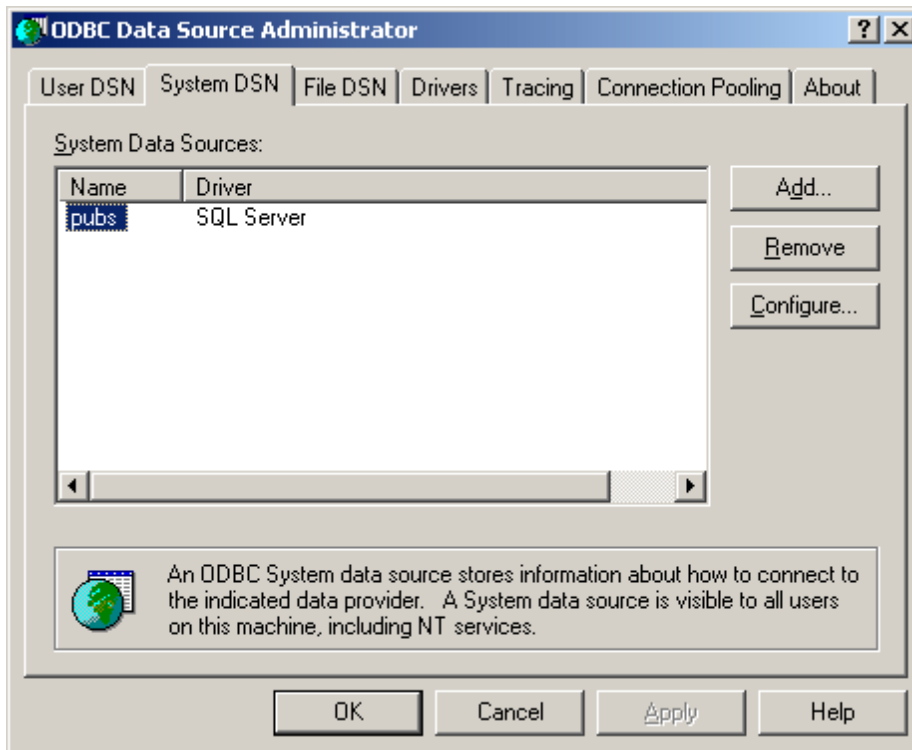 ODBC Data Source Administrator
User DSN System DSN File DSN Drivers Tracing Connection Pooling About
System Data Sources:
Name Driver
pubs SQL Server
Add...
Remove
Configure...
An ODBC System data source stores information about how to connect to
the indicated data provider. A System data source is visible to all users
on this machine, including NT services.
OK Cancel Apply Help